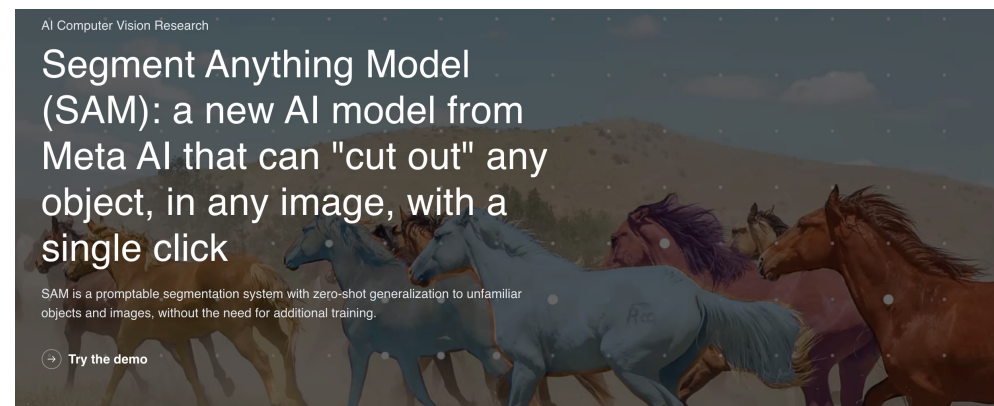 AI Computer Vision Research
Segment Anything Model
(SAM): a new AI model from
Meta AI that can "cut out" any
object, in any image, with a
single click
SAM is a promptable segmentation system with zero-shot generalization to unfamiliar
objects and images, without the need for additional training.
Try the demo